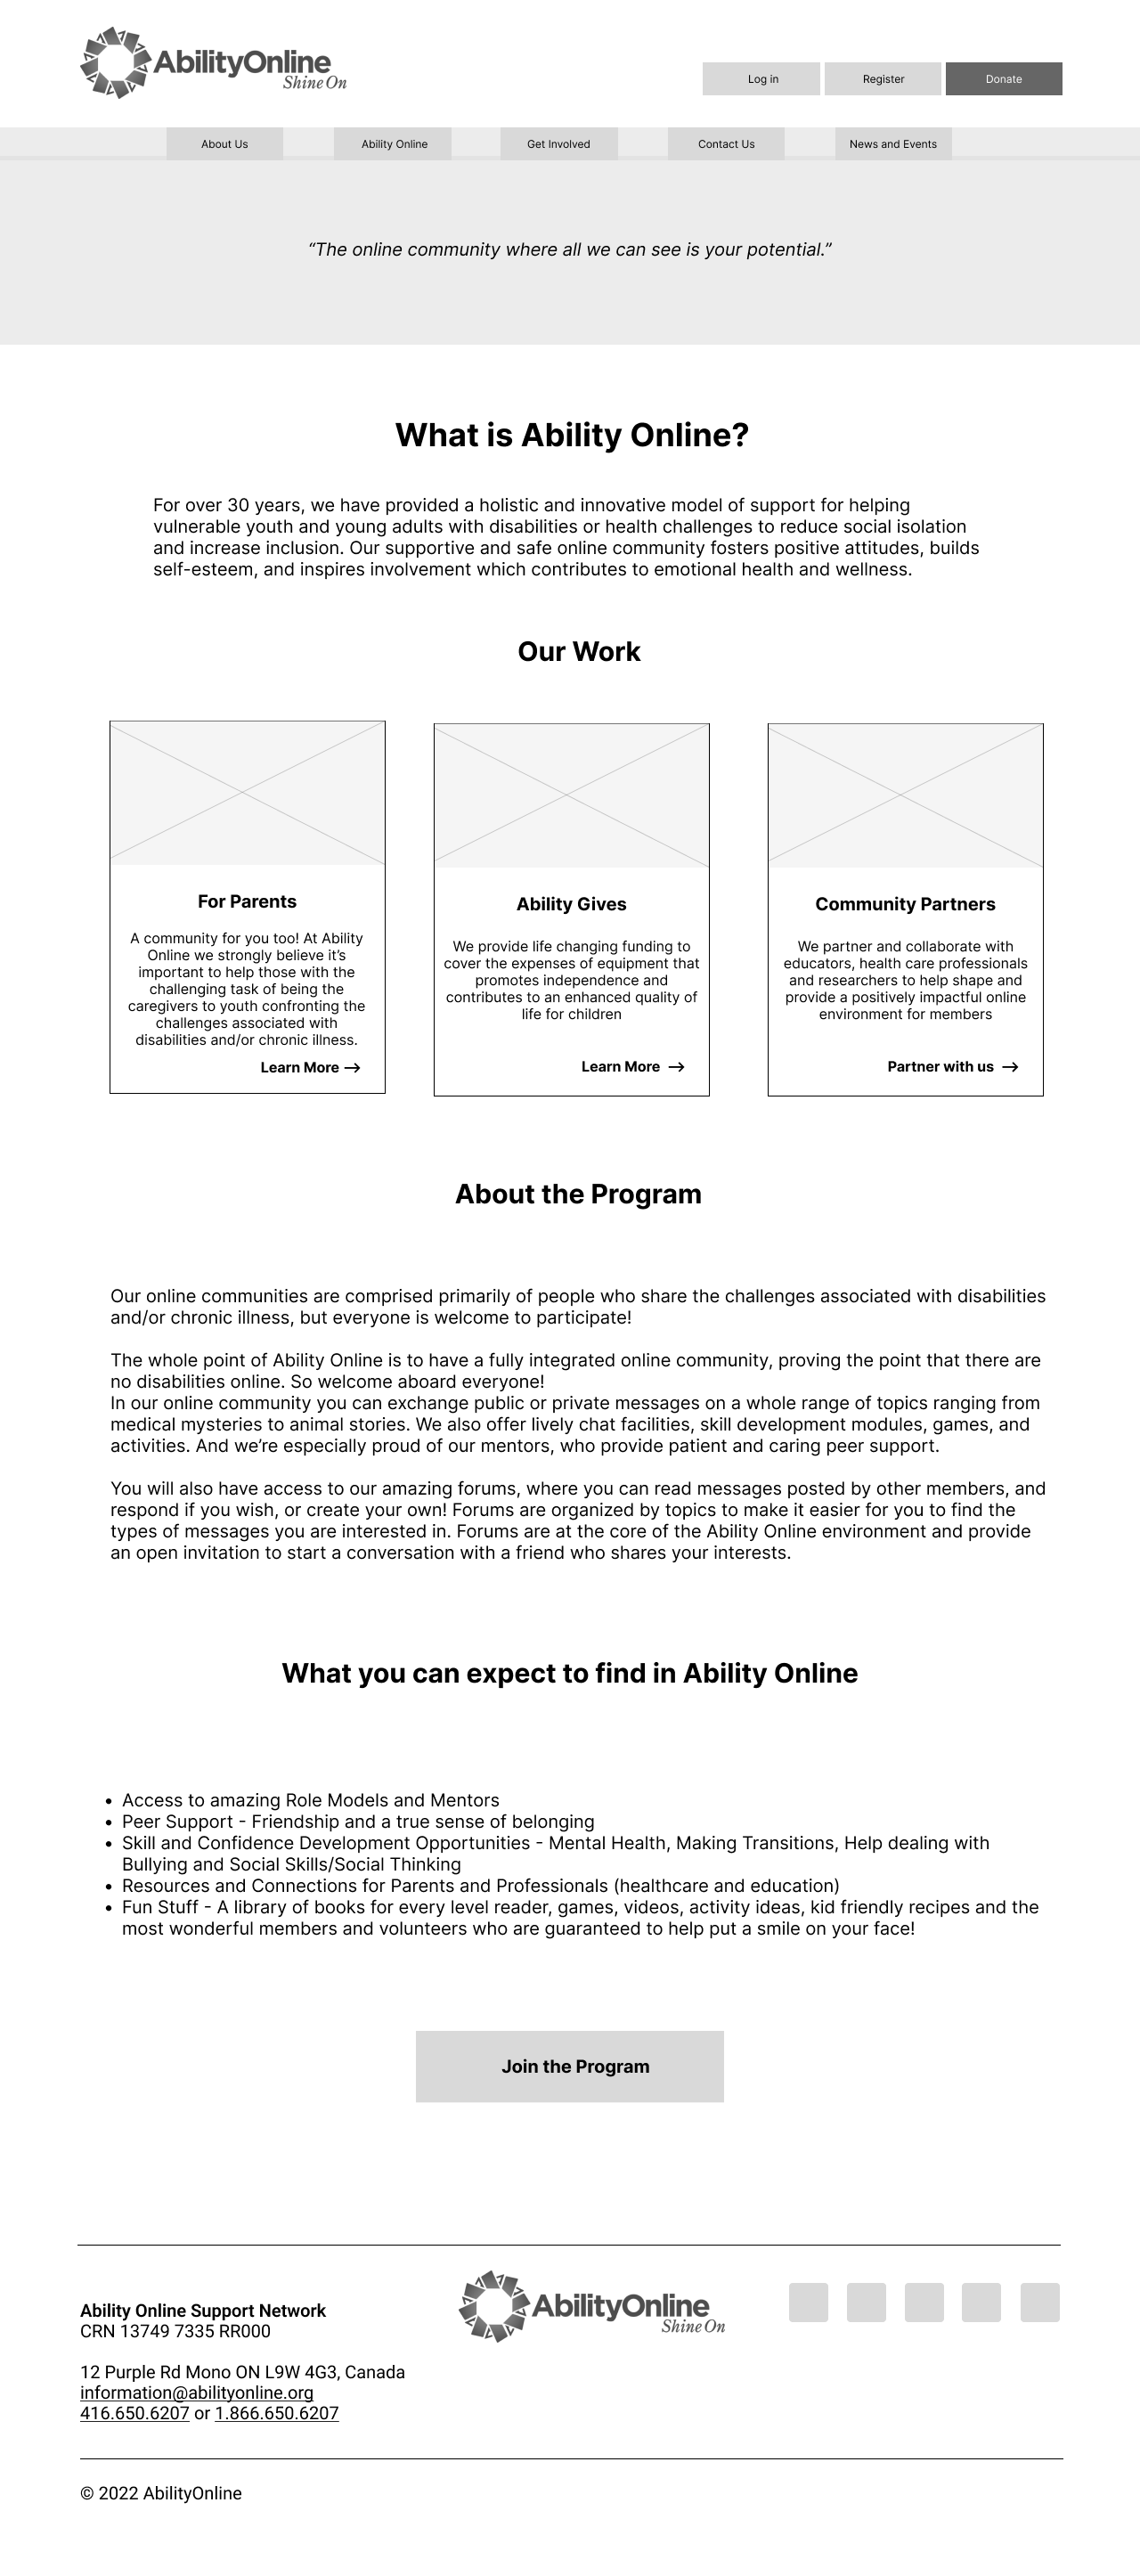 AbilityOnline
Shine On
Log in
Register
Donate
About Us
Ability Online
Get Involved
Contact Us
News and Events
“The online community where all we can see is your potential.”
What is Ability Online?
For over 30 years, we have provided a holistic and innovative model of support for helping
vulnerable youth and young adults with disabilities or health challenges to reduce social isolation
and increase inclusion. Our supportive and safe online community fosters positive attitudes, builds
self-esteem, and inspires involvement which contributes to emotional health and wellness.
Our Work
For Parents
A community for you too! At Ability
Online we strongly believe it’s
important to help those with the
challenging task of being the
caregivers to youth confronting the
challenges associated with
disabilities and/or chronic illness.
Learn More →
Ability Gives
We provide life changing funding to
cover the expenses of equipment that
promotes independence and
contributes to an enhanced quality of
life for children
Learn More →
Community Partners
We partner and collaborate with
educators, health care professionals
and researchers to help shape and
provide a positively impactful online
environment for members
Partner with us →
About the Program
Our online communities are comprised primarily of people who share the challenges associated with disabilities
and/or chronic illness, but everyone is welcome to participate!
The whole point of Ability Online is to have a fully integrated online community, proving the point that there are
no disabilities online. So welcome aboard everyone!
In our online community you can exchange public or private messages on a whole range of topics ranging from
medical mysteries to animal stories. We also offer lively chat facilities, skill development modules, games, and
activities. And we’re especially proud of our mentors, who provide patient and caring peer support.
You will also have access to our amazing forums, where you can read messages posted by other members, and
respond if you wish, or create your own! Forums are organized by topics to make it easier for you to find the
types of messages you are interested in. Forums are at the core of the Ability Online environment and provide
an open invitation to start a conversation with a friend who shares your interests.
What you can expect to find in Ability Online
• Access to amazing Role Models and Mentors
• Peer Support - Friendship and a true sense of belonging
• Skill and Confidence Development Opportunities - Mental Health, Making Transitions, Help dealing with
Bullying and Social Skills/Social Thinking
• Resources and Connections for Parents and Professionals (healthcare and education)
• Fun Stuff - A library of books for every level reader, games, videos, activity ideas, kid friendly recipes and the
most wonderful members and volunteers who are guaranteed to help put a smile on your face!
Join the Program
Ability Online Support Network
CRN 13749 7335 RR000
12 Purple Rd Mono ON L9W 4G3, Canada
information@abilityonline.org
416.650.6207 or 1.866.650.6207
AbilityOnline
Shine On
© 2022 AbilityOnline